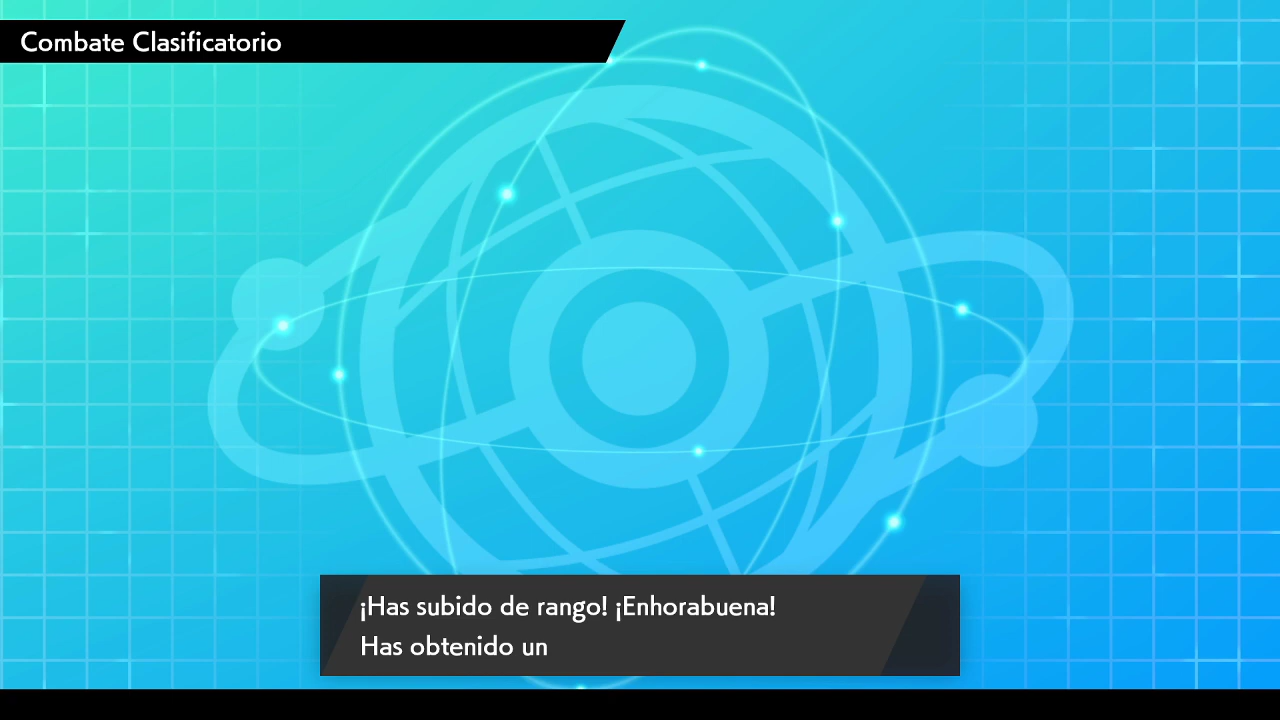 Combate Clasificatorio
¡Has subido de rango! ¡Enhorabuena!
Has obtenido un